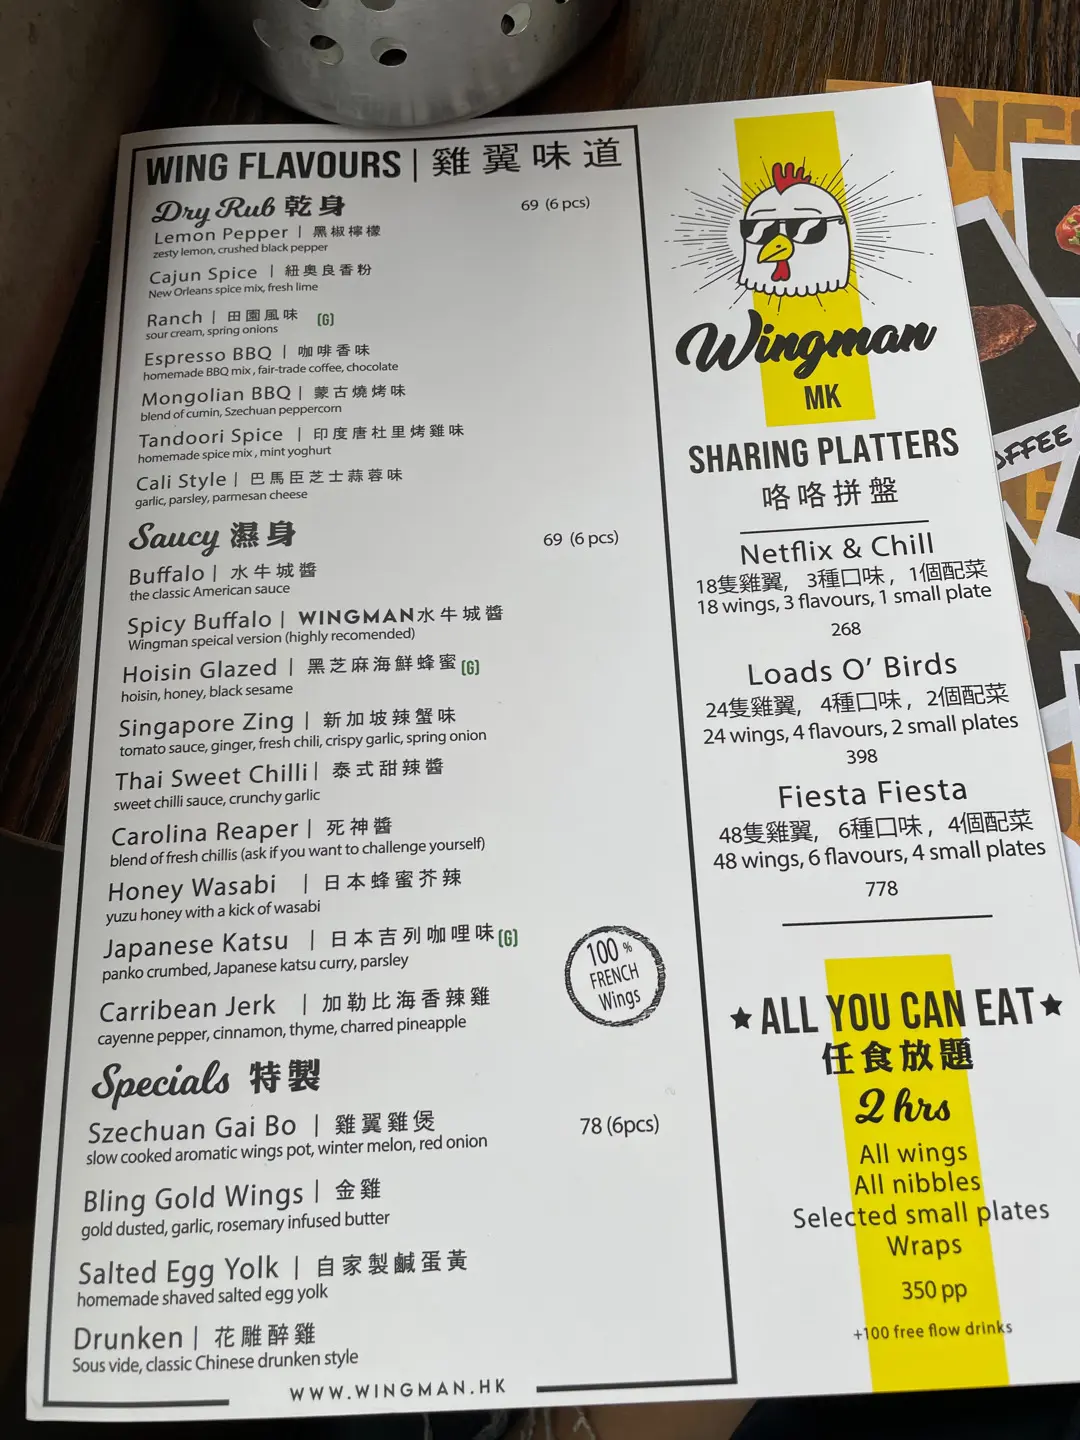 WING FLAVOURS | 雞翼味道
Dry Rub 乾身 69 (6 pcs)
Lemon Pepper | 黑椒檸檬
zesty lemon, crushed black pepper
Cajun Spice | 紐奧良香粉
New Orleans spice mix, fresh lime
Ranch | 田園風味 (G)
sour cream, spring onions
Espresso BBQ | 咖啡香味
homemade BBQ mix , fair-trade coffee, chocolate
Mongolian BBQ | 蒙古燒烤味
blend of cumin, Szechuan peppercorn
Tandoori Spice | 印度唐杜里烤雞味
homemade spice mix , mint yoghurt
Cali Style | 巴馬臣芝士蒜蓉味
garlic, parsley, parmesan cheese
Saucy 濕身 69 (6 pcs)
Buffalo | 水牛城醬
the classic American sauce
Spicy Buffalo | WINGMAN水牛城醬
Wingman speical version (highly recomended)
Hoisin Glazed | 黑芝麻海鮮蜂蜜 (G)
hoisin, honey, black sesame
Singapore Zing | 新加坡辣蟹味
tomato sauce, ginger, fresh chili, crispy garlic, spring onion
Thai Sweet Chilli | 泰式甜辣醬
sweet chilli sauce, crunchy garlic
Carolina Reaper | 死神醬
blend of fresh chillis (ask if you want to challenge yourself)
Honey Wasabi | 日本蜂蜜芥辣
yuzu honey with a kick of wasabi
Japanese Katsu | 日本吉列咖哩味 (G)
panko crumbed, Japanese katsu curry, parsley
Carribean Jerk | 加勒比海香辣雞
cayenne pepper, cinnamon, thyme, charred pineapple
100 %
FRENCH
Wings
Specials 特製
Szechuan Gai Bo | 雞翼雞煲 78 (6pcs)
slow cooked aromatic wings pot, winter melon, red onion
Bling Gold Wings | 金雞
gold dusted, garlic, rosemary infused butter
Salted Egg Yolk | 自家製鹹蛋黃
homemade shaved salted egg yolk
Drunken | 花雕醉雞
Sous vide, classic Chinese drunken style
WWW.WINGMAN.HK
Wingman
MK
SHARING PLATTERS
咯咯拼盤
Netflix & Chill
18隻雞翼, 3種口味, 1個配菜
18 wings, 3 flavours, 1 small plate
268
Loads O' Birds
24隻雞翼, 4種口味, 2個配菜
24 wings, 4 flavours, 2 small plates
398
Fiesta Fiesta
48隻雞翼, 6種口味, 4個配菜
48 wings, 6 flavours, 4 small plates
778
★ALL YOU CAN EAT★
任食放題
2 hrs
All wings
All nibbles
Selected small plates
Wraps
350 pp
+100 free flow drinks